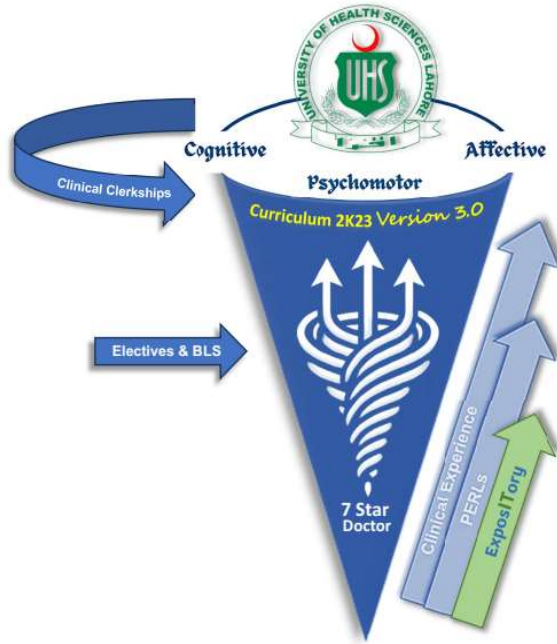 UNIVERSITY OF HEALTH SCIENCES LAHORE
UHS
اقرا
Cognitive
Affective
Psychomotor
Clinical Clerkships
Curriculum 2K23 Version 3.0
Electives & BLS
7 Star
Doctor
Clinical Experience
PERLs
ExposITory